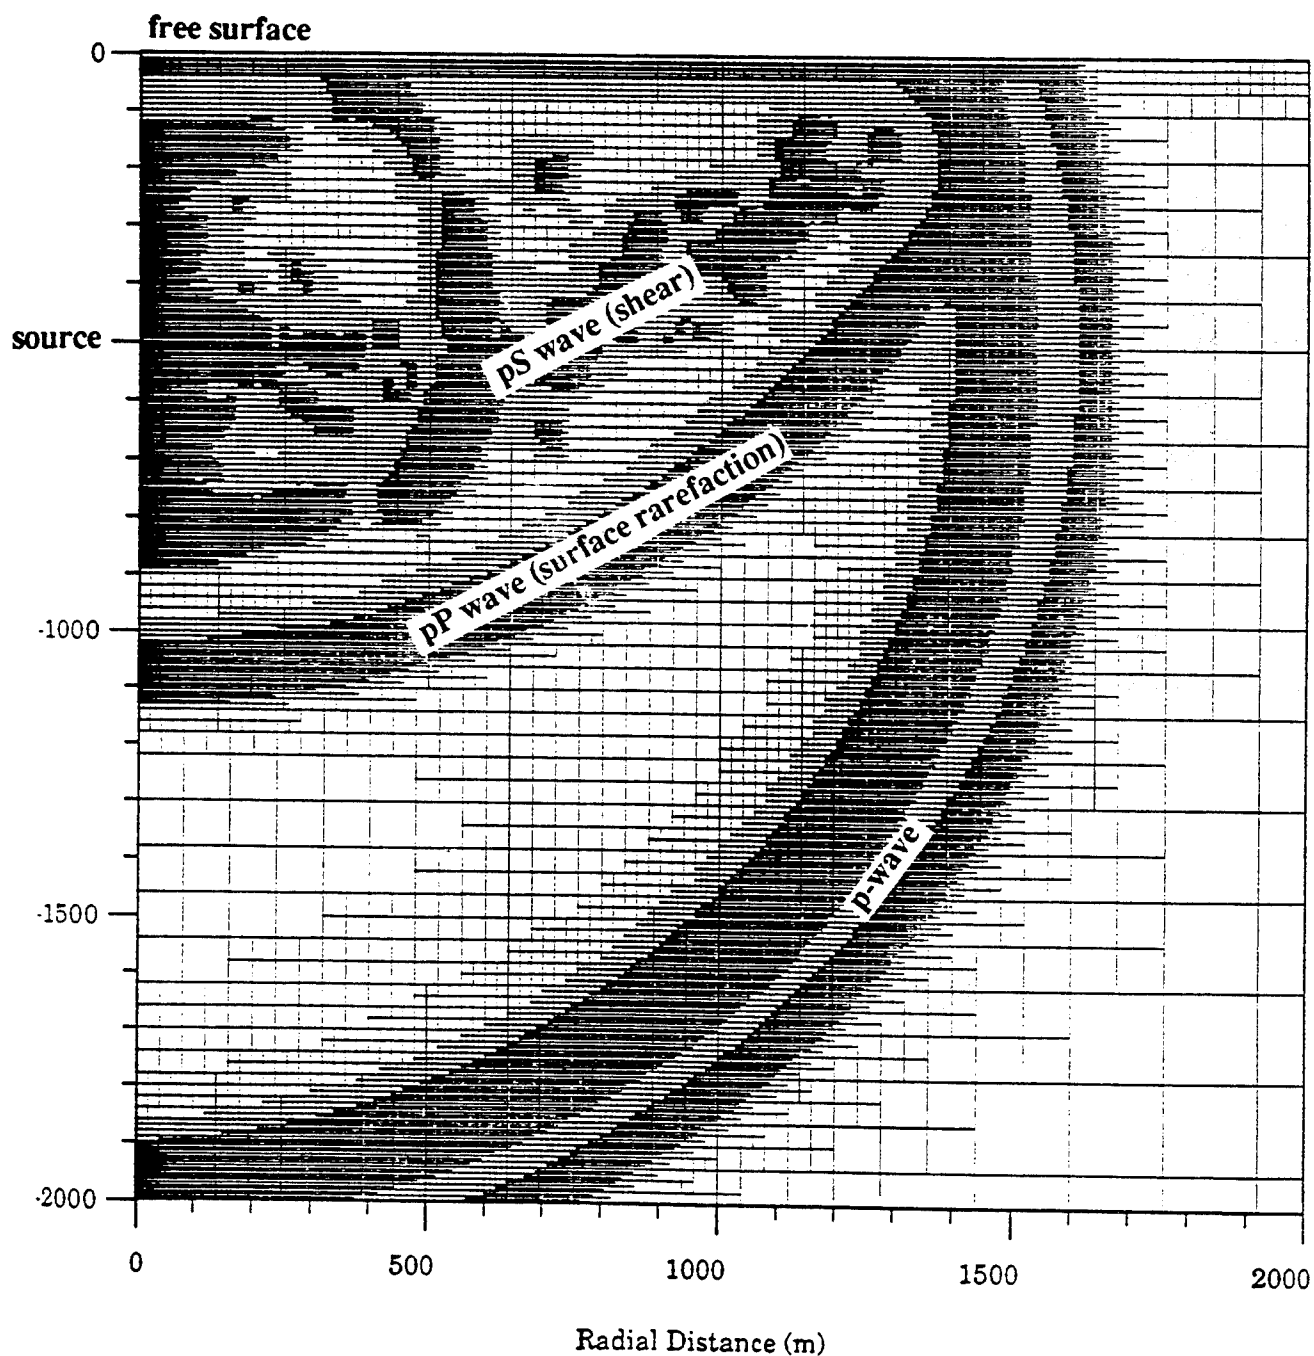 free surface
0
source
pS wave (shear)
pP wave (surface rarefaction)
-1000
p-wave
-1500
-2000
0
500
1000
1500
2000
Radial Distance (m)